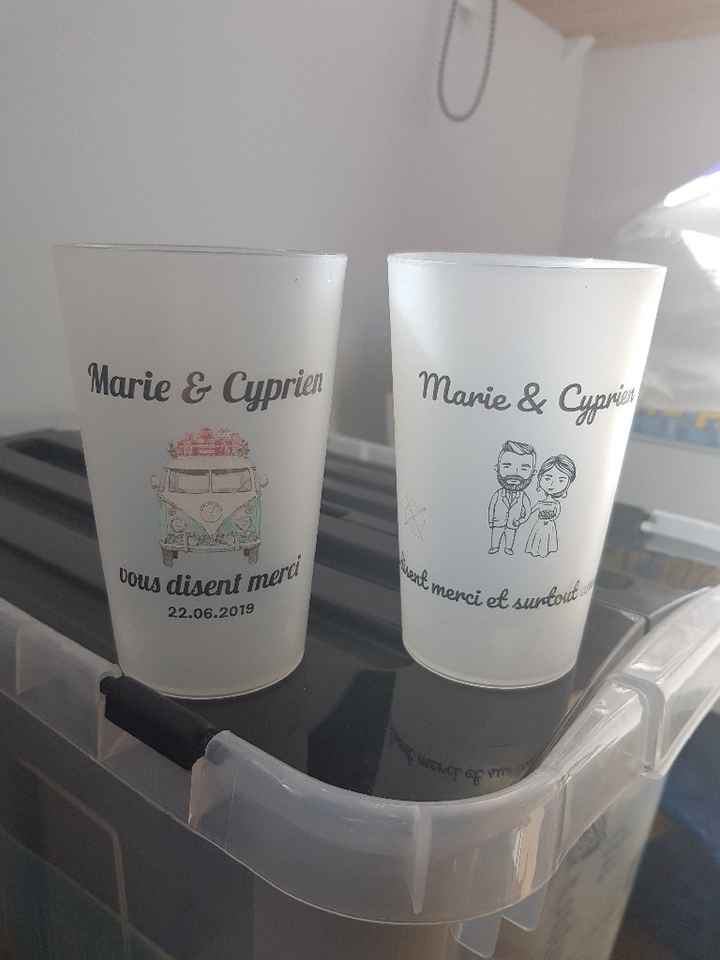 Marie & Cyprien
vous disent merci
22.06.2019
Marie & Cyprien
disent merci et surtout